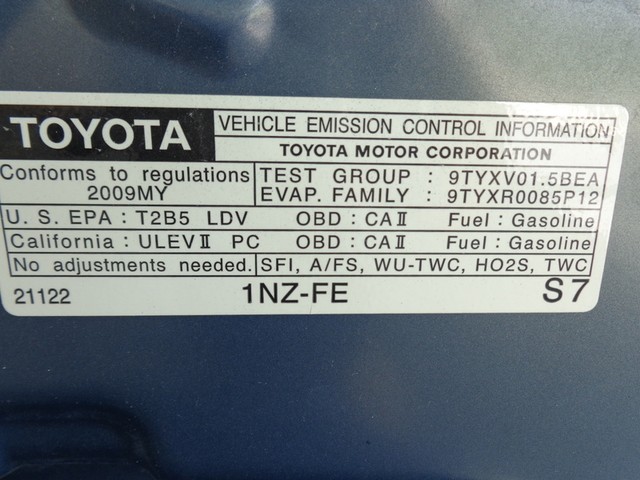 TOYOTA
VEHICLE EMISSION CONTROL INFORMATION
TOYOTA MOTOR CORPORATION
Conforms to regulations
2009MY
TEST GROUP : 9TYXV01.5BEA
EVAP. FAMILY : 9TYXR0085P12
U. S. EPA : T2B5 LDV OBD : CAⅡ Fuel : Gasoline
California : ULEVⅡ PC OBD : CAⅡ Fuel : Gasoline
No adjustments needed. SFI, A/FS, WU-TWC, HO2S, TWC
21122 1NZ-FE S7